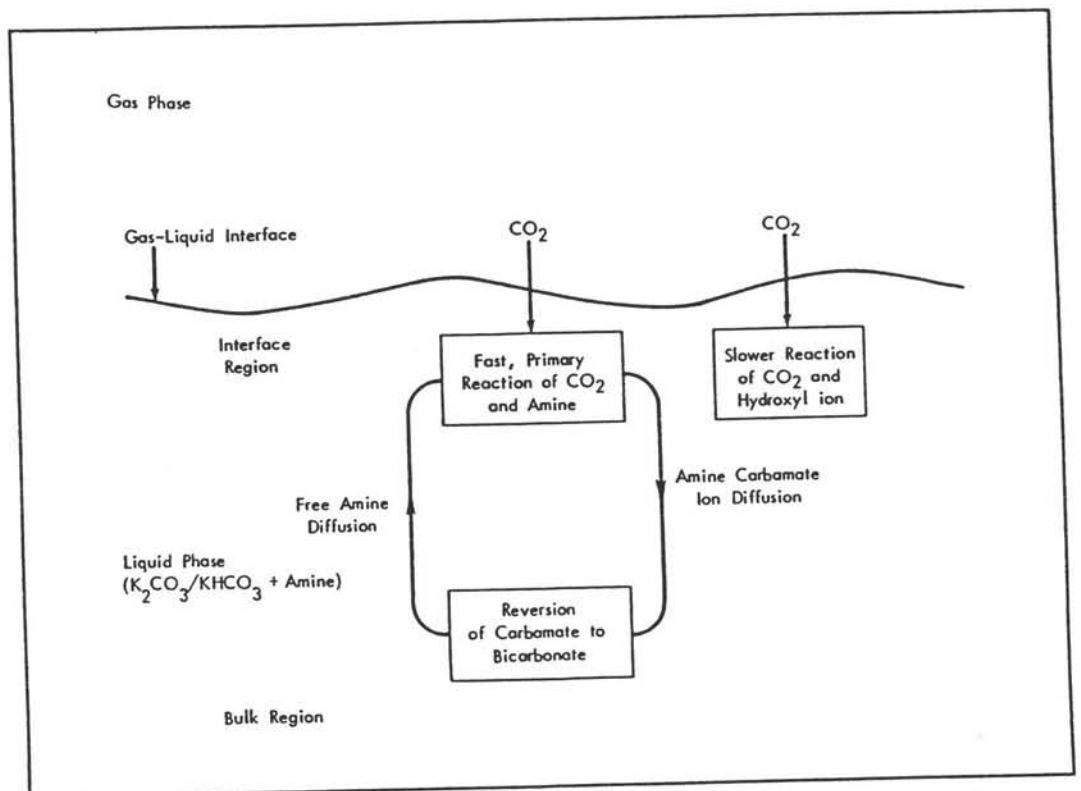 Gas Phase
Gas-Liquid Interface
CO2
CO2
Interface
Region
Fast, Primary
Reaction of CO2
and Amine
Slower Reaction
of CO2 and
Hydroxyl ion
Free Amine
Diffusion
Amine Carbamate
Ion Diffusion
Liquid Phase
(K2CO3/KHCO3 + Amine)
Reversion
of Carbamate to
Bicarbonate
Bulk Region